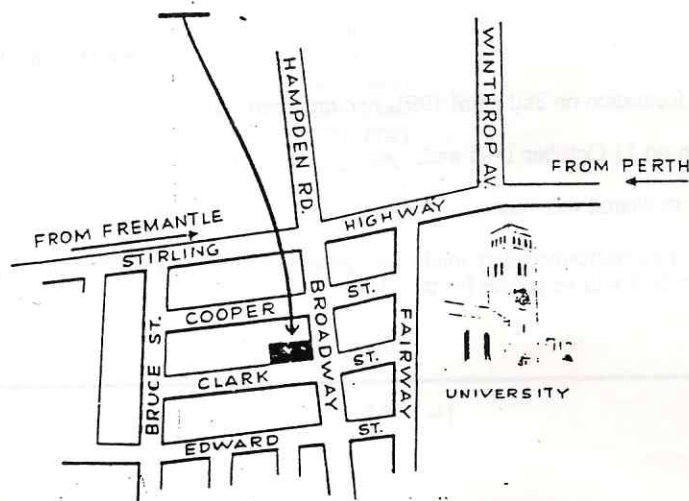 HAMPDEN RD.
WINTHROP AV.
FROM PERTH
FROM FREMANTLE
STIRLING HIGHWAY
COOPER ST.
BROADWAY
FAIRWAY
BRUCE ST.
CLARK ST.
EDWARD ST.
UNIVERSITY